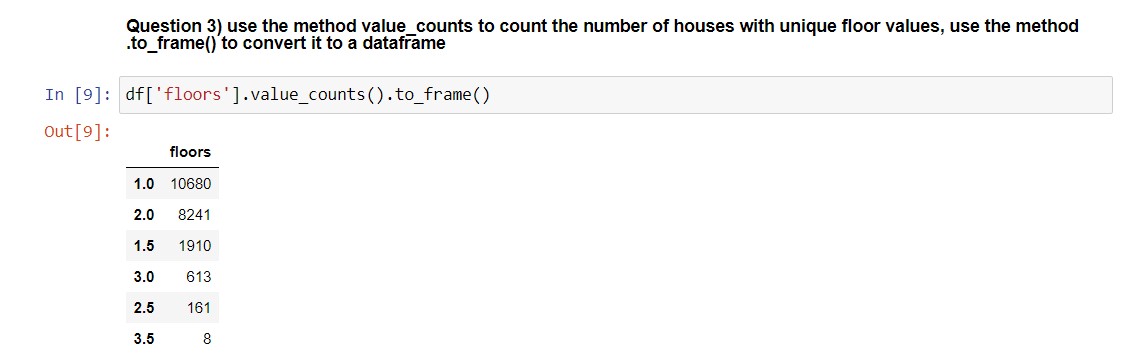 Question 3) use the method value_counts to count the number of houses with unique floor values, use the method
.to_frame() to convert it to a dataframe
In [9]: df['floors'].value_counts().to_frame()
Out[9]:
floors
1.0 10680
2.0 8241
1.5 1910
3.0 613
2.5 161
3.5 8